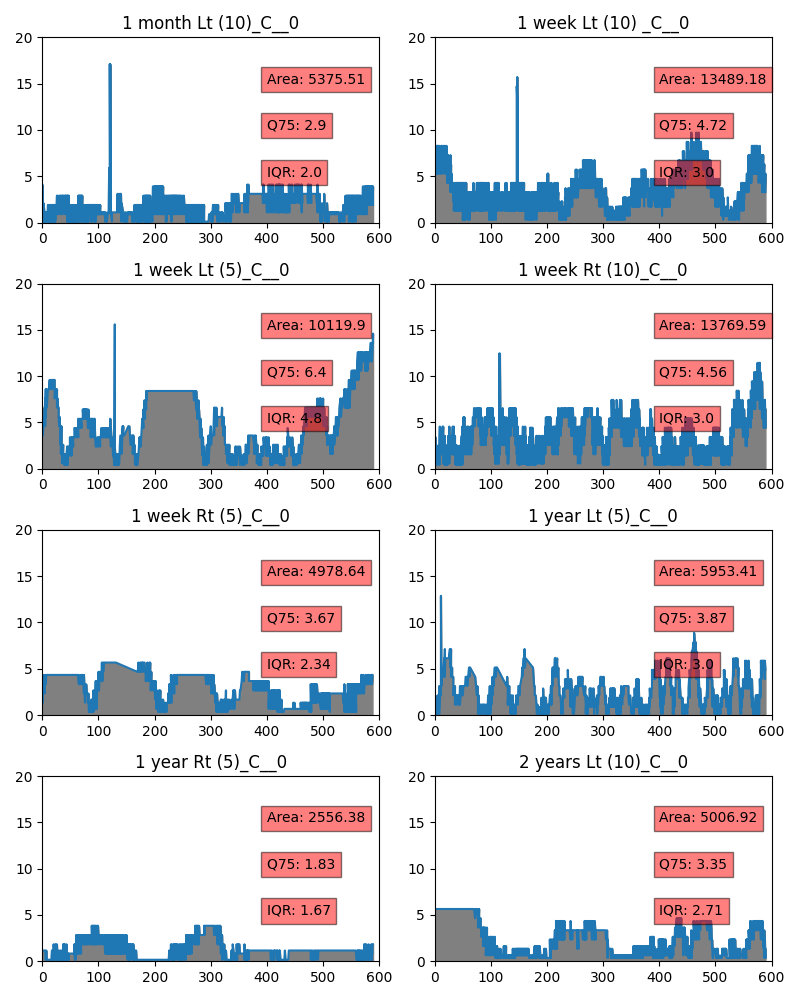 1 month Lt (10)_C__0
20
15
10
5
0
0 100 200 300 400 500 600
Area: 5375.51
Q75: 2.9
IQR: 2.0
1 week Lt (10) _C__0
20
15
10
5
0
0 100 200 300 400 500 600
Area: 13489.18
Q75: 4.72
IQR: 3.0
1 week Lt (5)_C__0
20
15
10
5
0
0 100 200 300 400 500 600
Area: 10119.9
Q75: 6.4
IQR: 4.8
1 week Rt (10)_C__0
20
15
10
5
0
0 100 200 300 400 500 600
Area: 13769.59
Q75: 4.56
IQR: 3.0
1 week Rt (5)_C__0
20
15
10
5
0
0 100 200 300 400 500 600
Area: 4978.64
Q75: 3.67
IQR: 2.34
1 year Lt (5)_C__0
20
15
10
5
0
0 100 200 300 400 500 600
Area: 5953.41
Q75: 3.87
IQR: 3.0
1 year Rt (5)_C__0
20
15
10
5
0
0 100 200 300 400 500 600
Area: 2556.38
Q75: 1.83
IQR: 1.67
2 years Lt (10)_C__0
20
15
10
5
0
0 100 200 300 400 500 600
Area: 5006.92
Q75: 3.35
IQR: 2.71